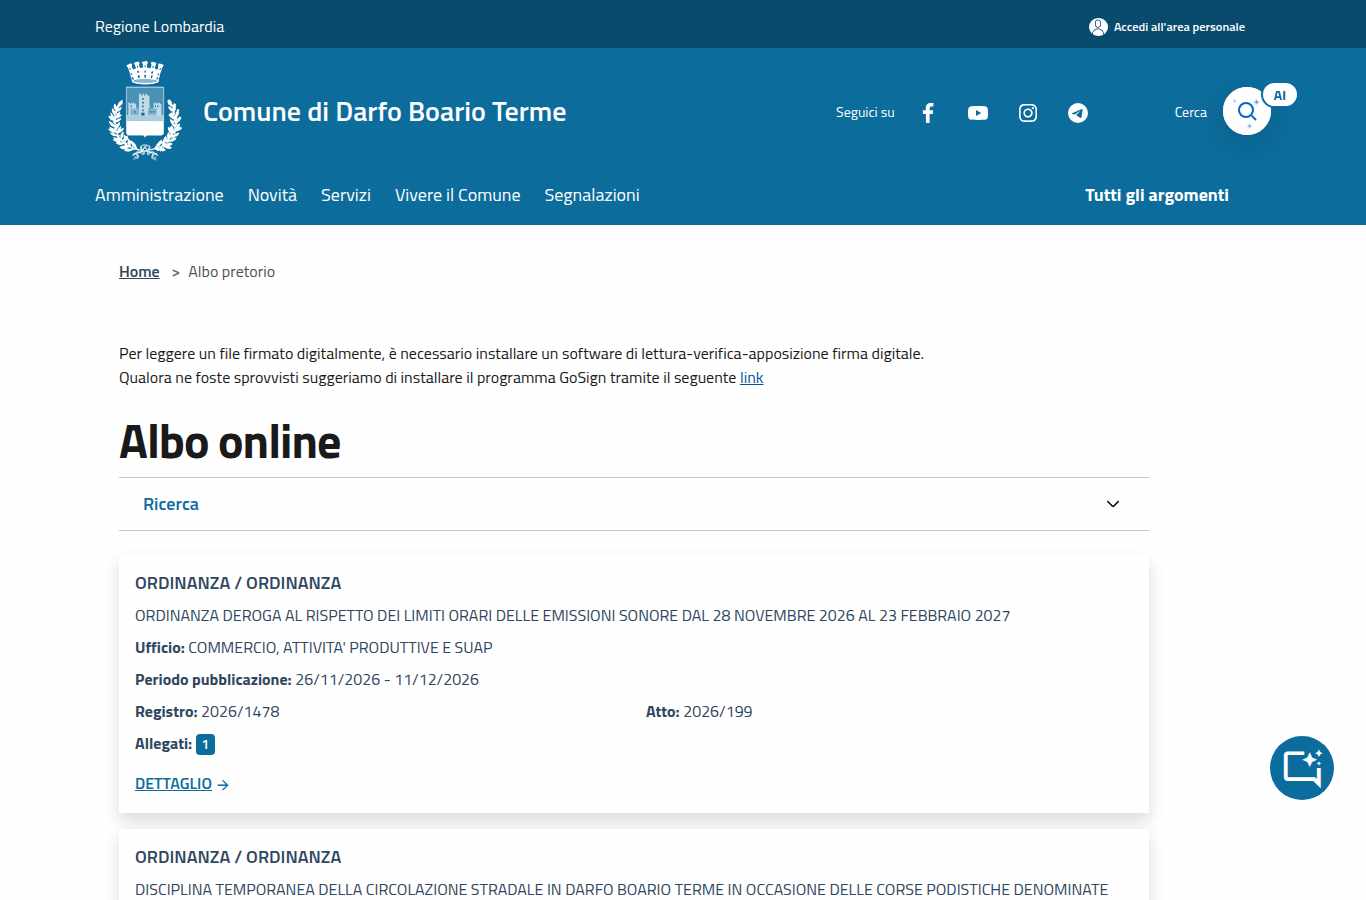 Regione Lombardia
Accedi all'area personale
Comune di Darfo Boario Terme
Seguici su
Cerca
AI
Amministrazione Novità Servizi Vivere il Comune Segnalazioni Tutti gli argomenti
Home > Albo pretorio
Per leggere un file firmato digitalmente, è necessario installare un software di lettura-verifica-apposizione firma digitale.
Qualora ne foste sprovvisti suggeriamo di installare il programma GoSign tramite il seguente link
Albo online
Ricerca
ORDINANZA / ORDINANZA
ORDINANZA DEROGA AL RISPETTO DEI LIMITI ORARI DELLE EMISSIONI SONORE DAL 28 NOVEMBRE 2026 AL 23 FEBBRAIO 2027
Ufficio: COMMERCIO, ATTIVITA' PRODUTTIVE E SUAP
Periodo pubblicazione: 26/11/2026 - 11/12/2026
Registro: 2026/1478 Atto: 2026/199
Allegati: 1
DETTAGLIO
ORDINANZA / ORDINANZA
DISCIPLINA TEMPORANEA DELLA CIRCOLAZIONE STRADALE IN DARFO BOARIO TERME IN OCCASIONE DELLE CORSE PODISTICHE DENOMINATE